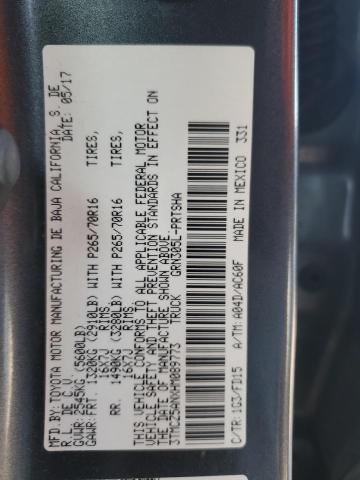 MFD.BY:TOYOTA MOTOR MANUFACTURING DE BAJA CALIFORNIA, S. DE
R.L. DE C.V. DATE: 05/17
GVWR: 2545KG (5600LB)
GAWR:FRT. 1320KG (2910LB) WITH P265/70R16 TIRES,
16X7J RIMS
RR. 1490KG (3280LB) WITH P265/70R16 TIRES,
16X7J RIMS
THIS VEHICLE CONFORMS TO ALL APPLICABLE FEDERAL MOTOR
VEHICLE SAFETY AND THEFT PREVENTION STANDARDS IN EFFECT ON
THE DATE OF MANUFACTURE SHOWN ABOVE.
3TMCZ5ANXHM089773 TRUCK GRN305L-PRTSHA
C/TR: 1G3/FD15 A/TM: A04D/AC60F MADE IN MEXICO 331